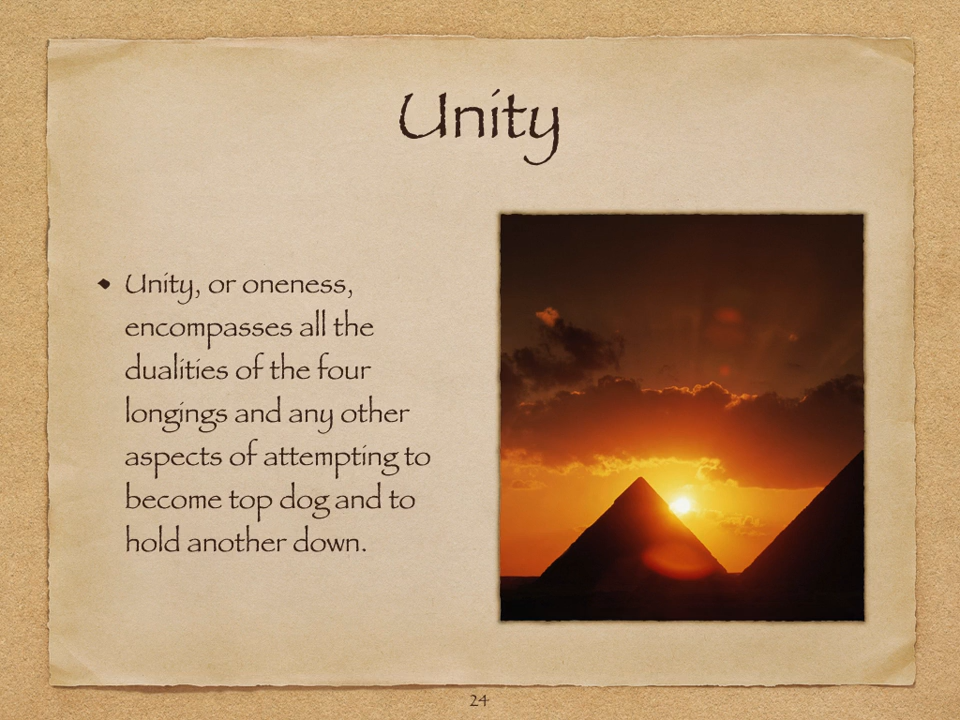 Unity
Unity, or oneness,
encompasses all the
dualities of the four
longings and any other
aspects of attempting to
become top dog and to
hold another down.
24